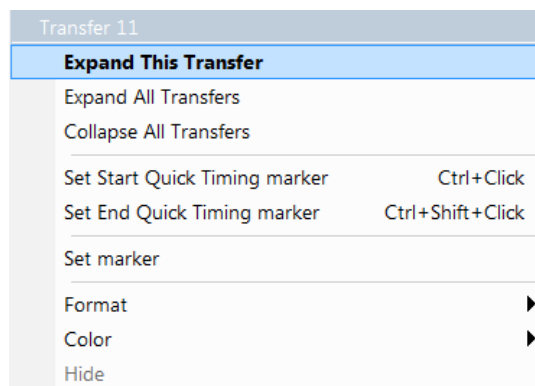 Transfer 11
Expand This Transfer
Expand All Transfers
Collapse All Transfers
Set Start Quick Timing marker Ctrl+Click
Set End Quick Timing marker Ctrl+Shift+Click
Set marker
Format
Color
Hide